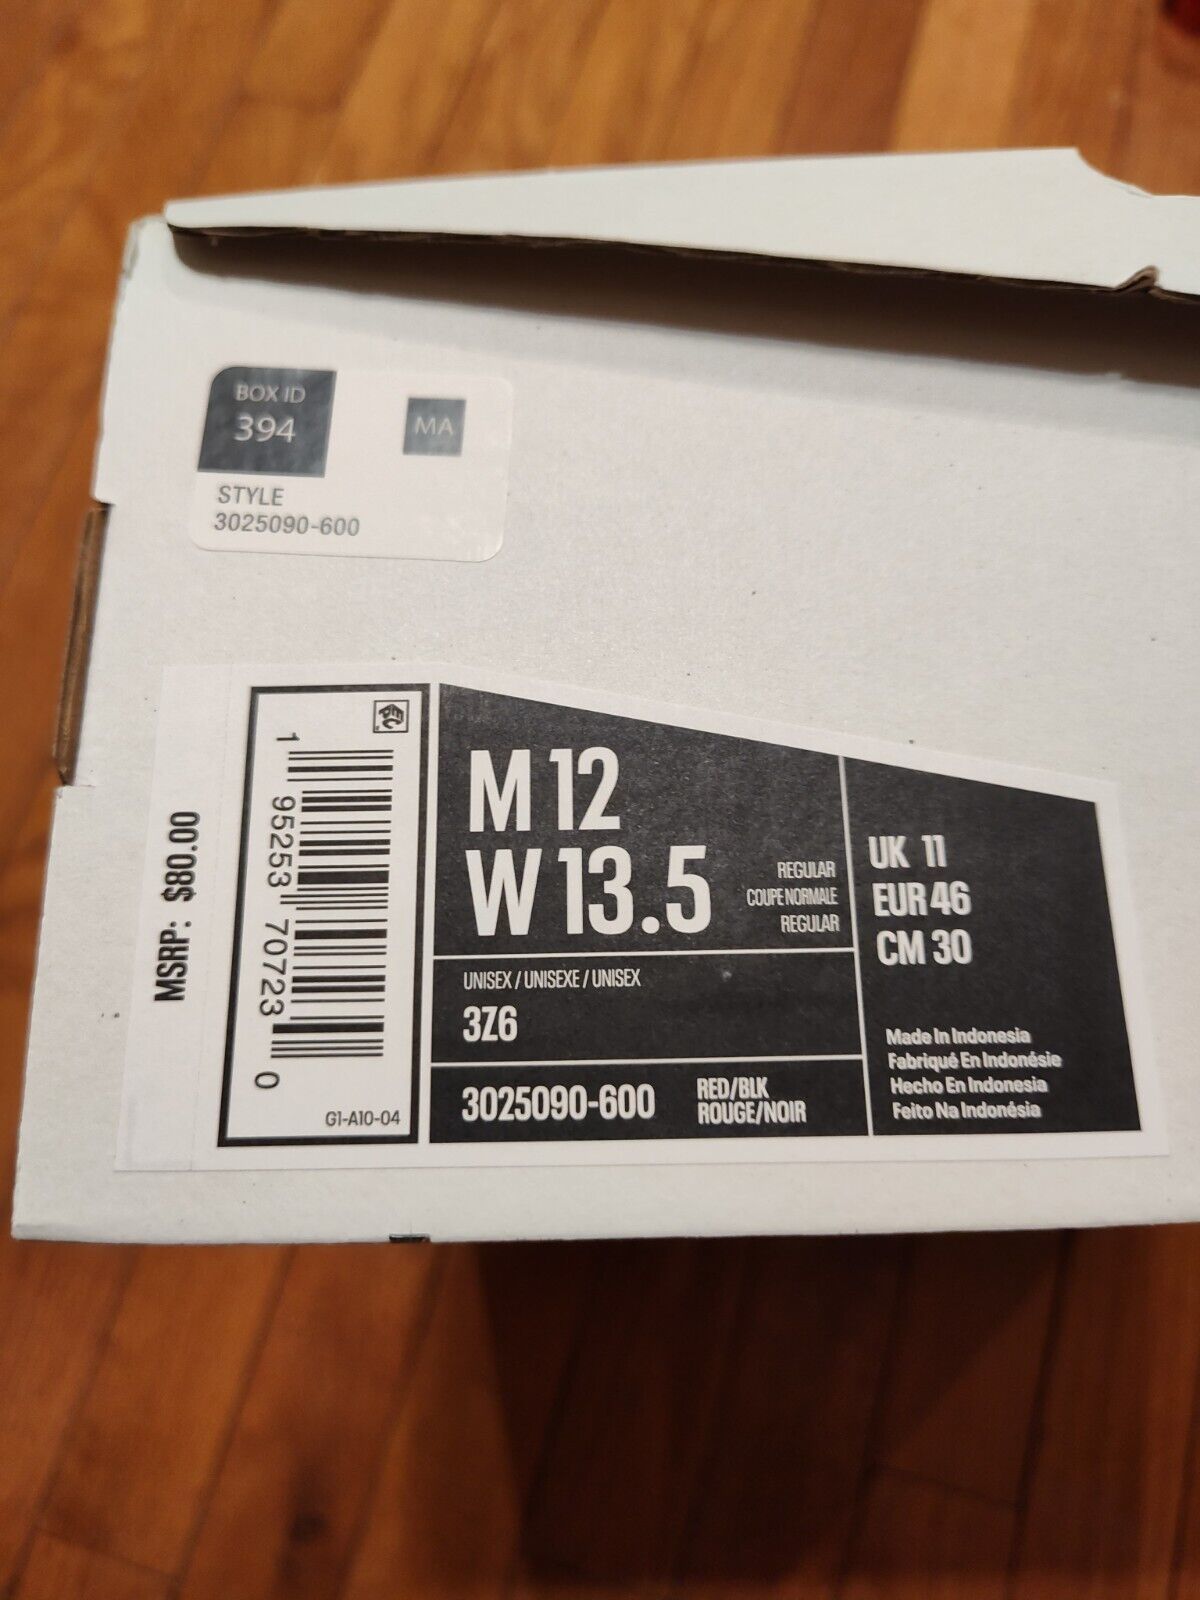 BOX ID
394
MA
STYLE
3025090-600
MSRP: $80.00
1 95253 70723 0
G1-A10-04
M 12
W 13.5
REGULAR
COUPE NORMALE
REGULAR
UNISEX / UNISEXE / UNISEX
3Z6
3025090-600
RED/BLK
ROUGE/NOIR
UK 11
EUR 46
CM 30
Made In Indonesia
Fabriqué En Indonésie
Hecho En Indonesia
Feito Na Indonésia